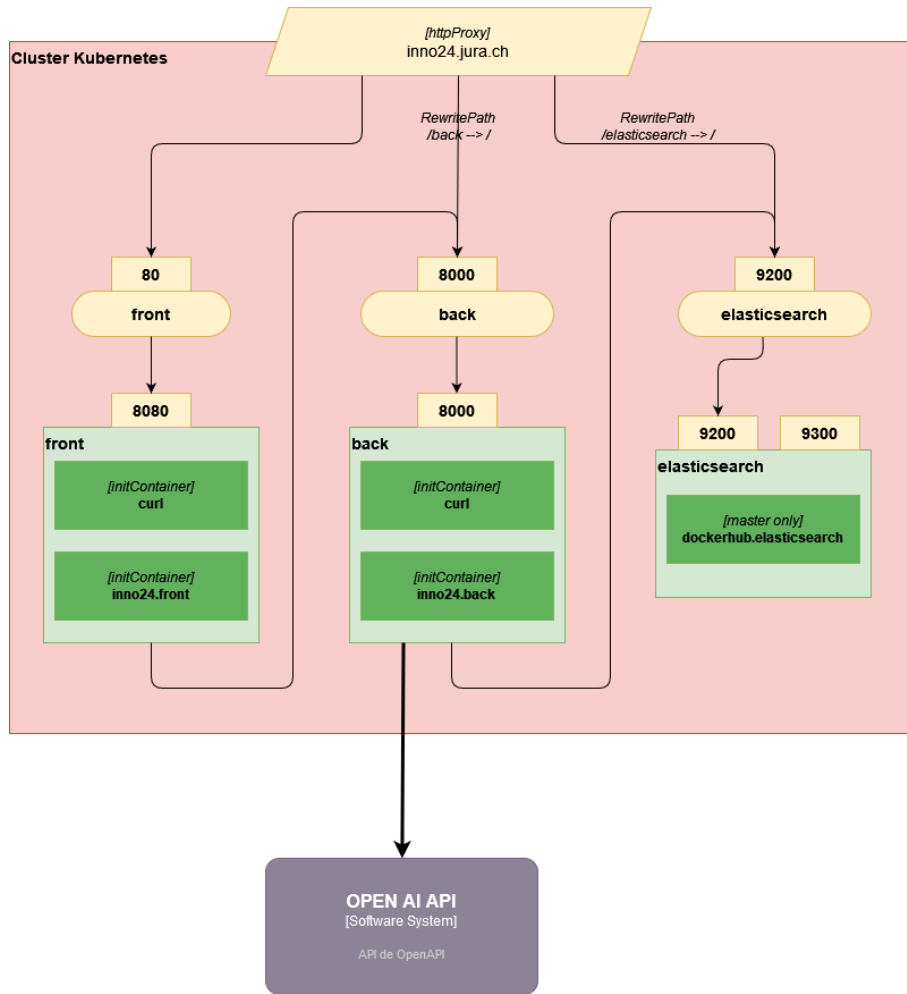 [httpProxy]
inno24.jura.ch
Cluster Kubernetes
RewritePath
/back --> /
RewritePath
/elasticsearch --> /
80
front
8000
back
9200
elasticsearch
8080
front
[initContainer]
curl
[initContainer]
inno24.front
8000
back
[initContainer]
curl
[initContainer]
inno24.back
9200
9300
elasticsearch
[master only]
dockerhub.elasticsearch
OPEN AI API
[Software System]
API de OpenAPI